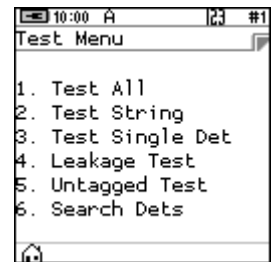 10:00 A 123 #1
Test Menu
1. Test All
2. Test String
3. Test Single Det
4. Leakage Test
5. Untagged Test
6. Search Dets